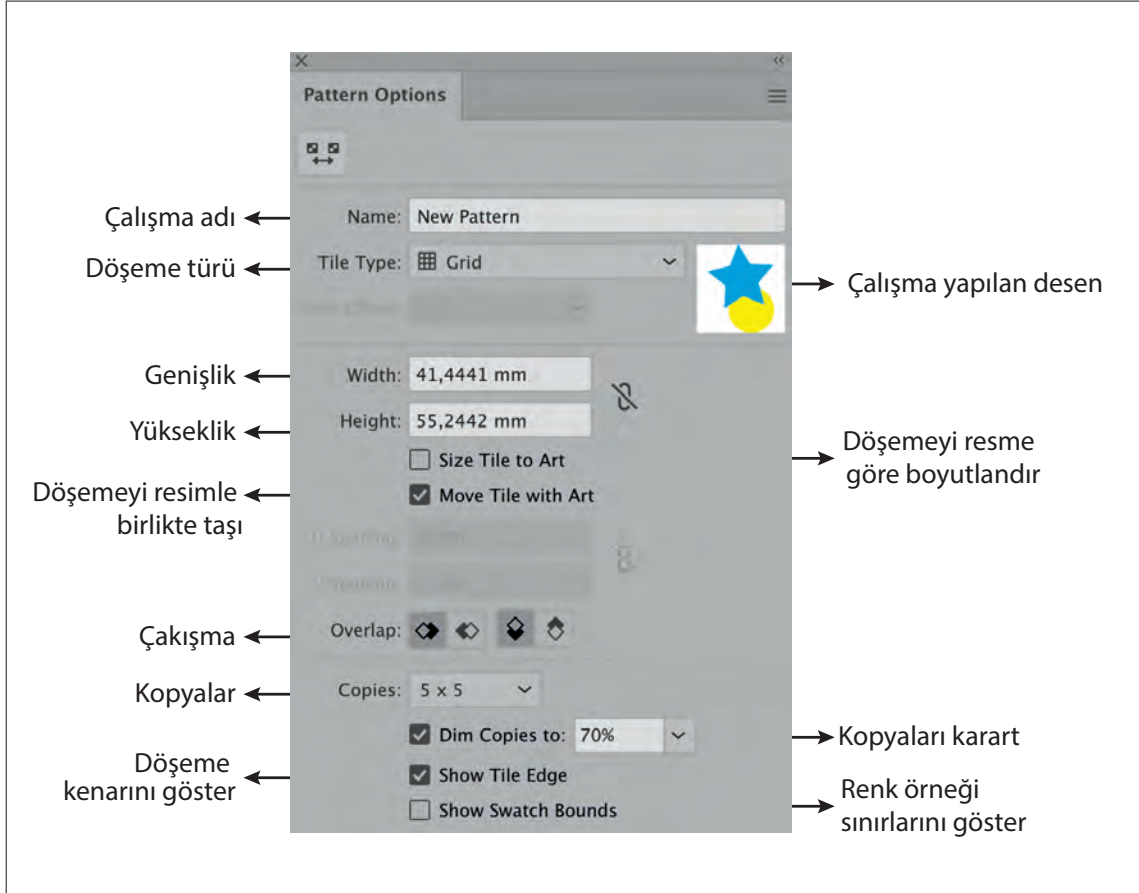 Pattern Options
Çalışma adı
Name: New Pattern
Döşeme türü
Tile Type: Grid
Çalışma yapılan desen
Genişlik
Width: 41,4441 mm
Yükseklik
Height: 55,2442 mm
Size Tile to Art
Döşemeyi resme
göre boyutlandır
Döşemeyi resimle
birlikte taşı
Move Tile with Art
Çakışma
Overlap:
Kopyalar
Copies: 5 x 5
Dim Copies to: 70%
Kopyaları karart
Döşeme
kenarını göster
Show Tile Edge
Show Swatch Bounds
Renk örneği
sınırlarını göster